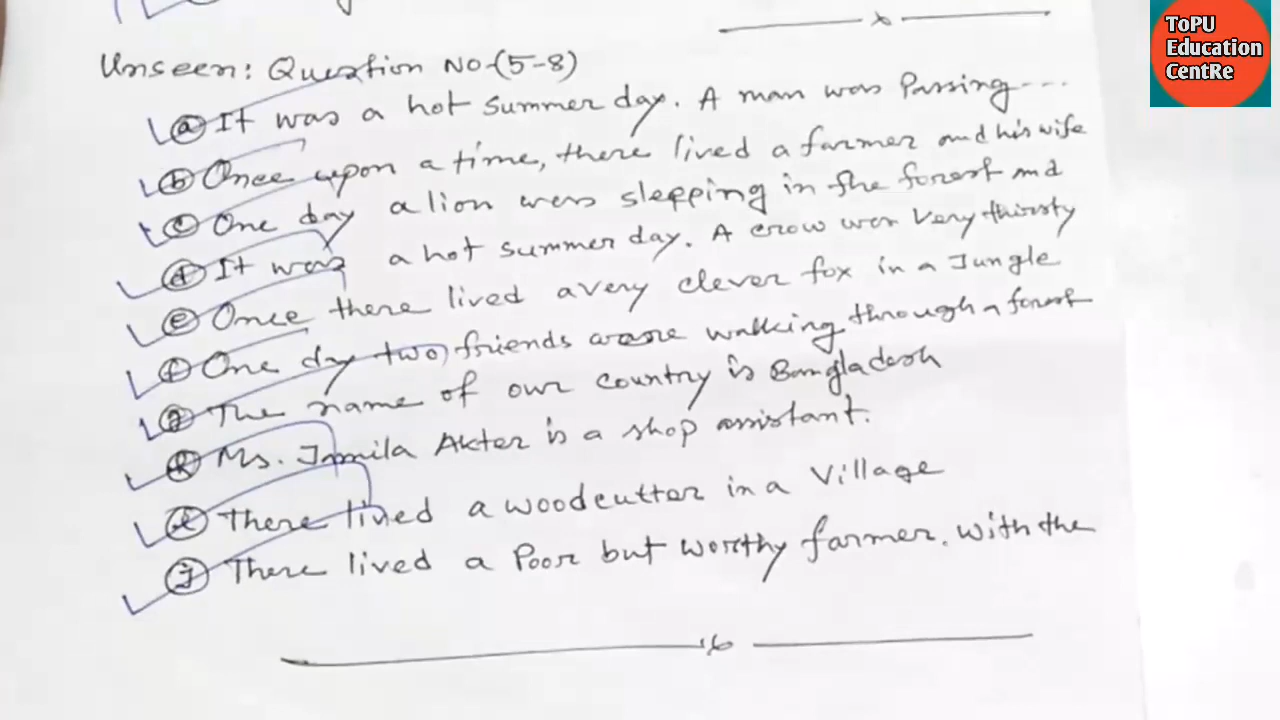 ToPU
Education
CentRe
Unseen: Question No-(5-8)
(a) It was a hot summer day. A man was Passing...
(b) Once upon a time, there lived a farmer and his wife
(c) One day a lion was slepping in the forest and
(d) It was a hot summer day. A crow was very thirsty
(e) Once there lived a very clever fox in a Jungle
(f) One day two friends were walking through a forest
(g) The name of our country is Bangladesh
(h) Ms. Jamila Akter is a shop assistant.
(i) There lived a woodcutter in a Village
(j) There lived a Poor but worthy farmer. with the